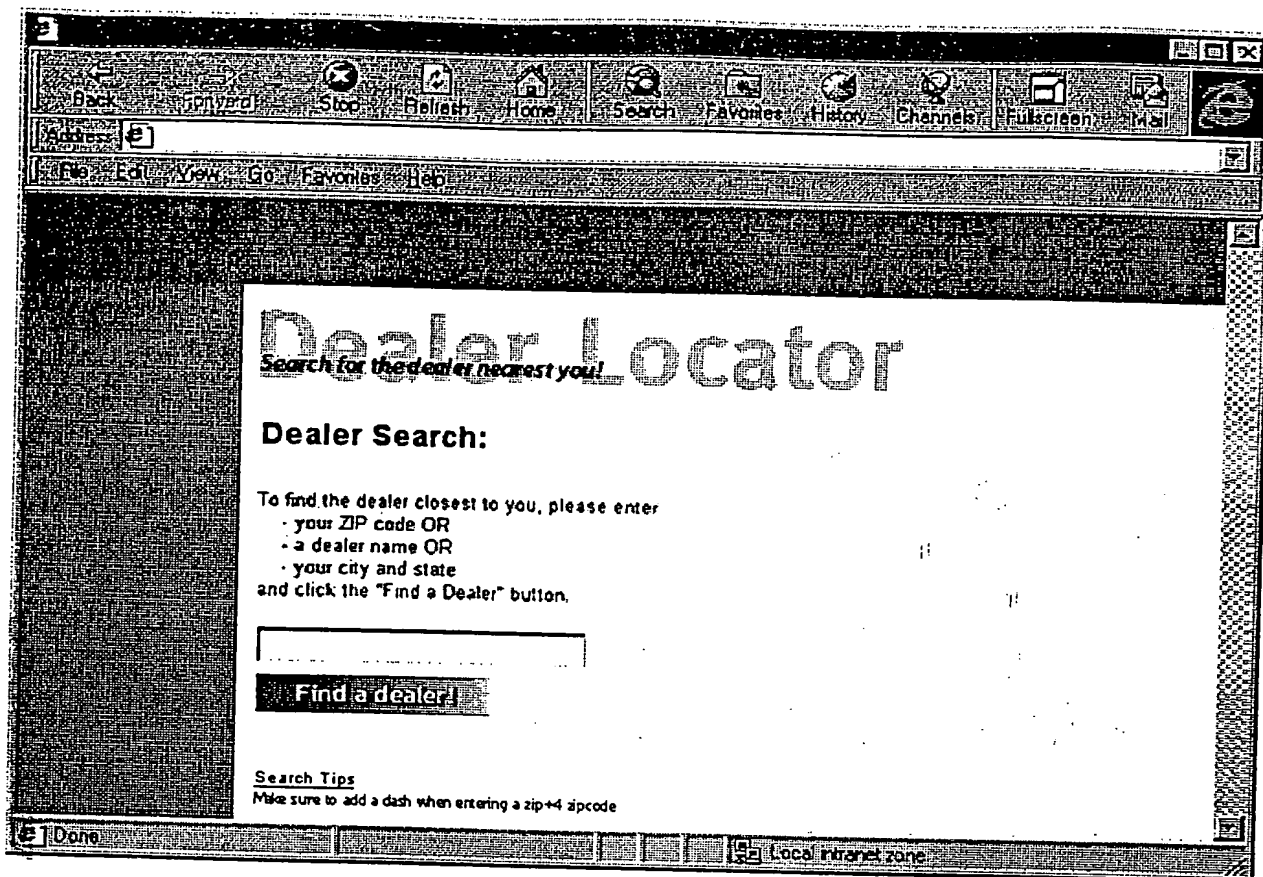 Back Forward Stop Refresh Home Search Favorites History Channels Fullscreen Mail
Address
File Edit View Go Favorites Help
Dealer Locator
Search for the dealer nearest you!
Dealer Search:
To find the dealer closest to you, please enter
- your ZIP code OR
- a dealer name OR
- your city and state
and click the "Find a Dealer" button.
Find a dealer!
Search Tips
Make sure to add a dash when entering a zip+4 zipcode
Done Local intranet zone